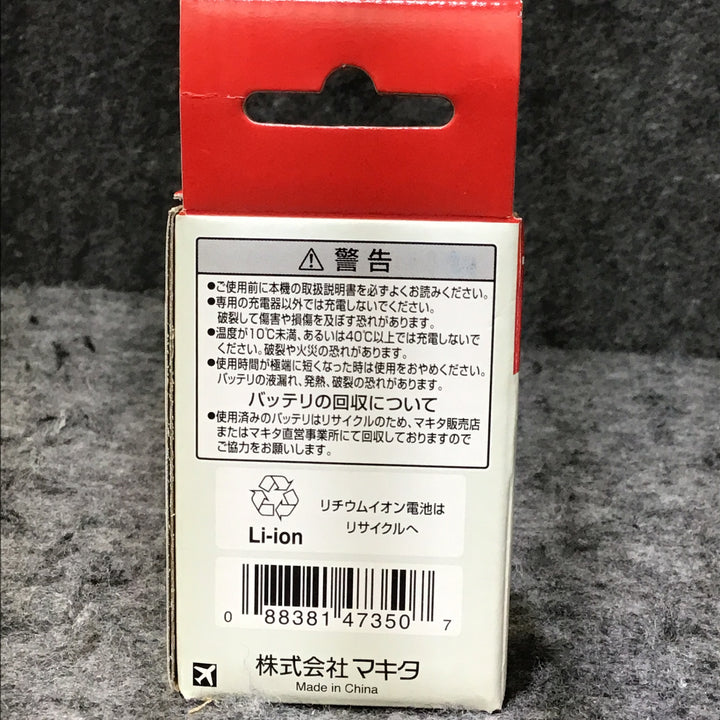 警告
●ご使用前に本機の取扱説明書を必ずよくお読みください。
●専用の充電器以外では充電しないでください。
破裂して傷害や損傷を及ぼす恐れがあります。
●温度が10℃未満、あるいは40℃以上では充電しないで
ください。破裂や火災の恐れがあります。
●使用時間が極端に短くなった時は使用をおやめください。
バッテリの液漏れ、発熱、破裂の恐れがあります。
バッテリの回収について
●使用済みのバッテリはリサイクルのため、マキタ販売店
またはマキタ直営事業所にて回収しておりますので
ご協力をお願いします。
リチウムイオン電池は
リサイクルへ
Li-ion
0 88381 47350 7
株式会社マキタ
Made in China